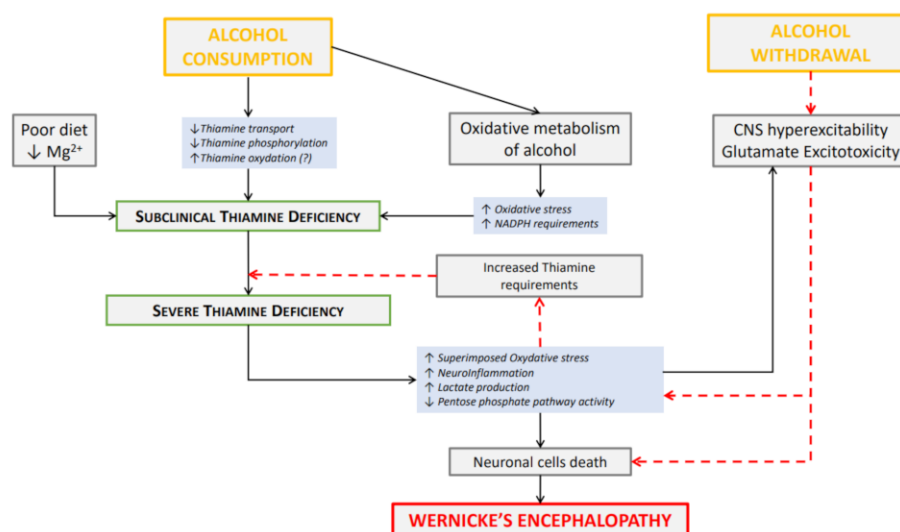 ALCOHOL
CONSUMPTION
ALCOHOL
WITHDRAWAL
Poor diet
↓ Mg²⁺
↓Thiamine transport
↓Thiamine phosphorylation
↑Thiamine oxydation (?)
Oxidative metabolism
of alcohol
CNS hyperexcitability
Glutamate Excitotoxicity
SUBCLINICAL THIAMINE DEFICIENCY
↑ Oxidative stress
↑ NADPH requirements
Increased Thiamine
requirements
SEVERE THIAMINE DEFICIENCY
↑ Superimposed Oxydative stress
↑ NeuroInflammation
↑ Lactate production
↓ Pentose phosphate pathway activity
Neuronal cells death
WERNICKE'S ENCEPHALOPATHY